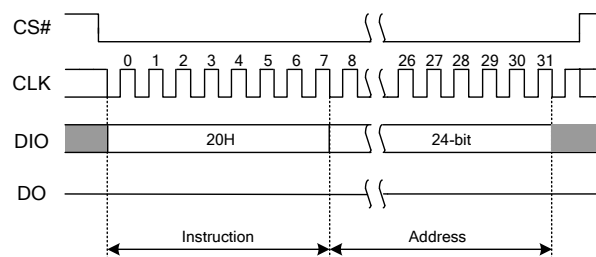 CS#
0 1 2 3 4 5 6 7 8 26 27 28 29 30 31
CLK
DIO 20H 24-bit
DO
Instruction Address